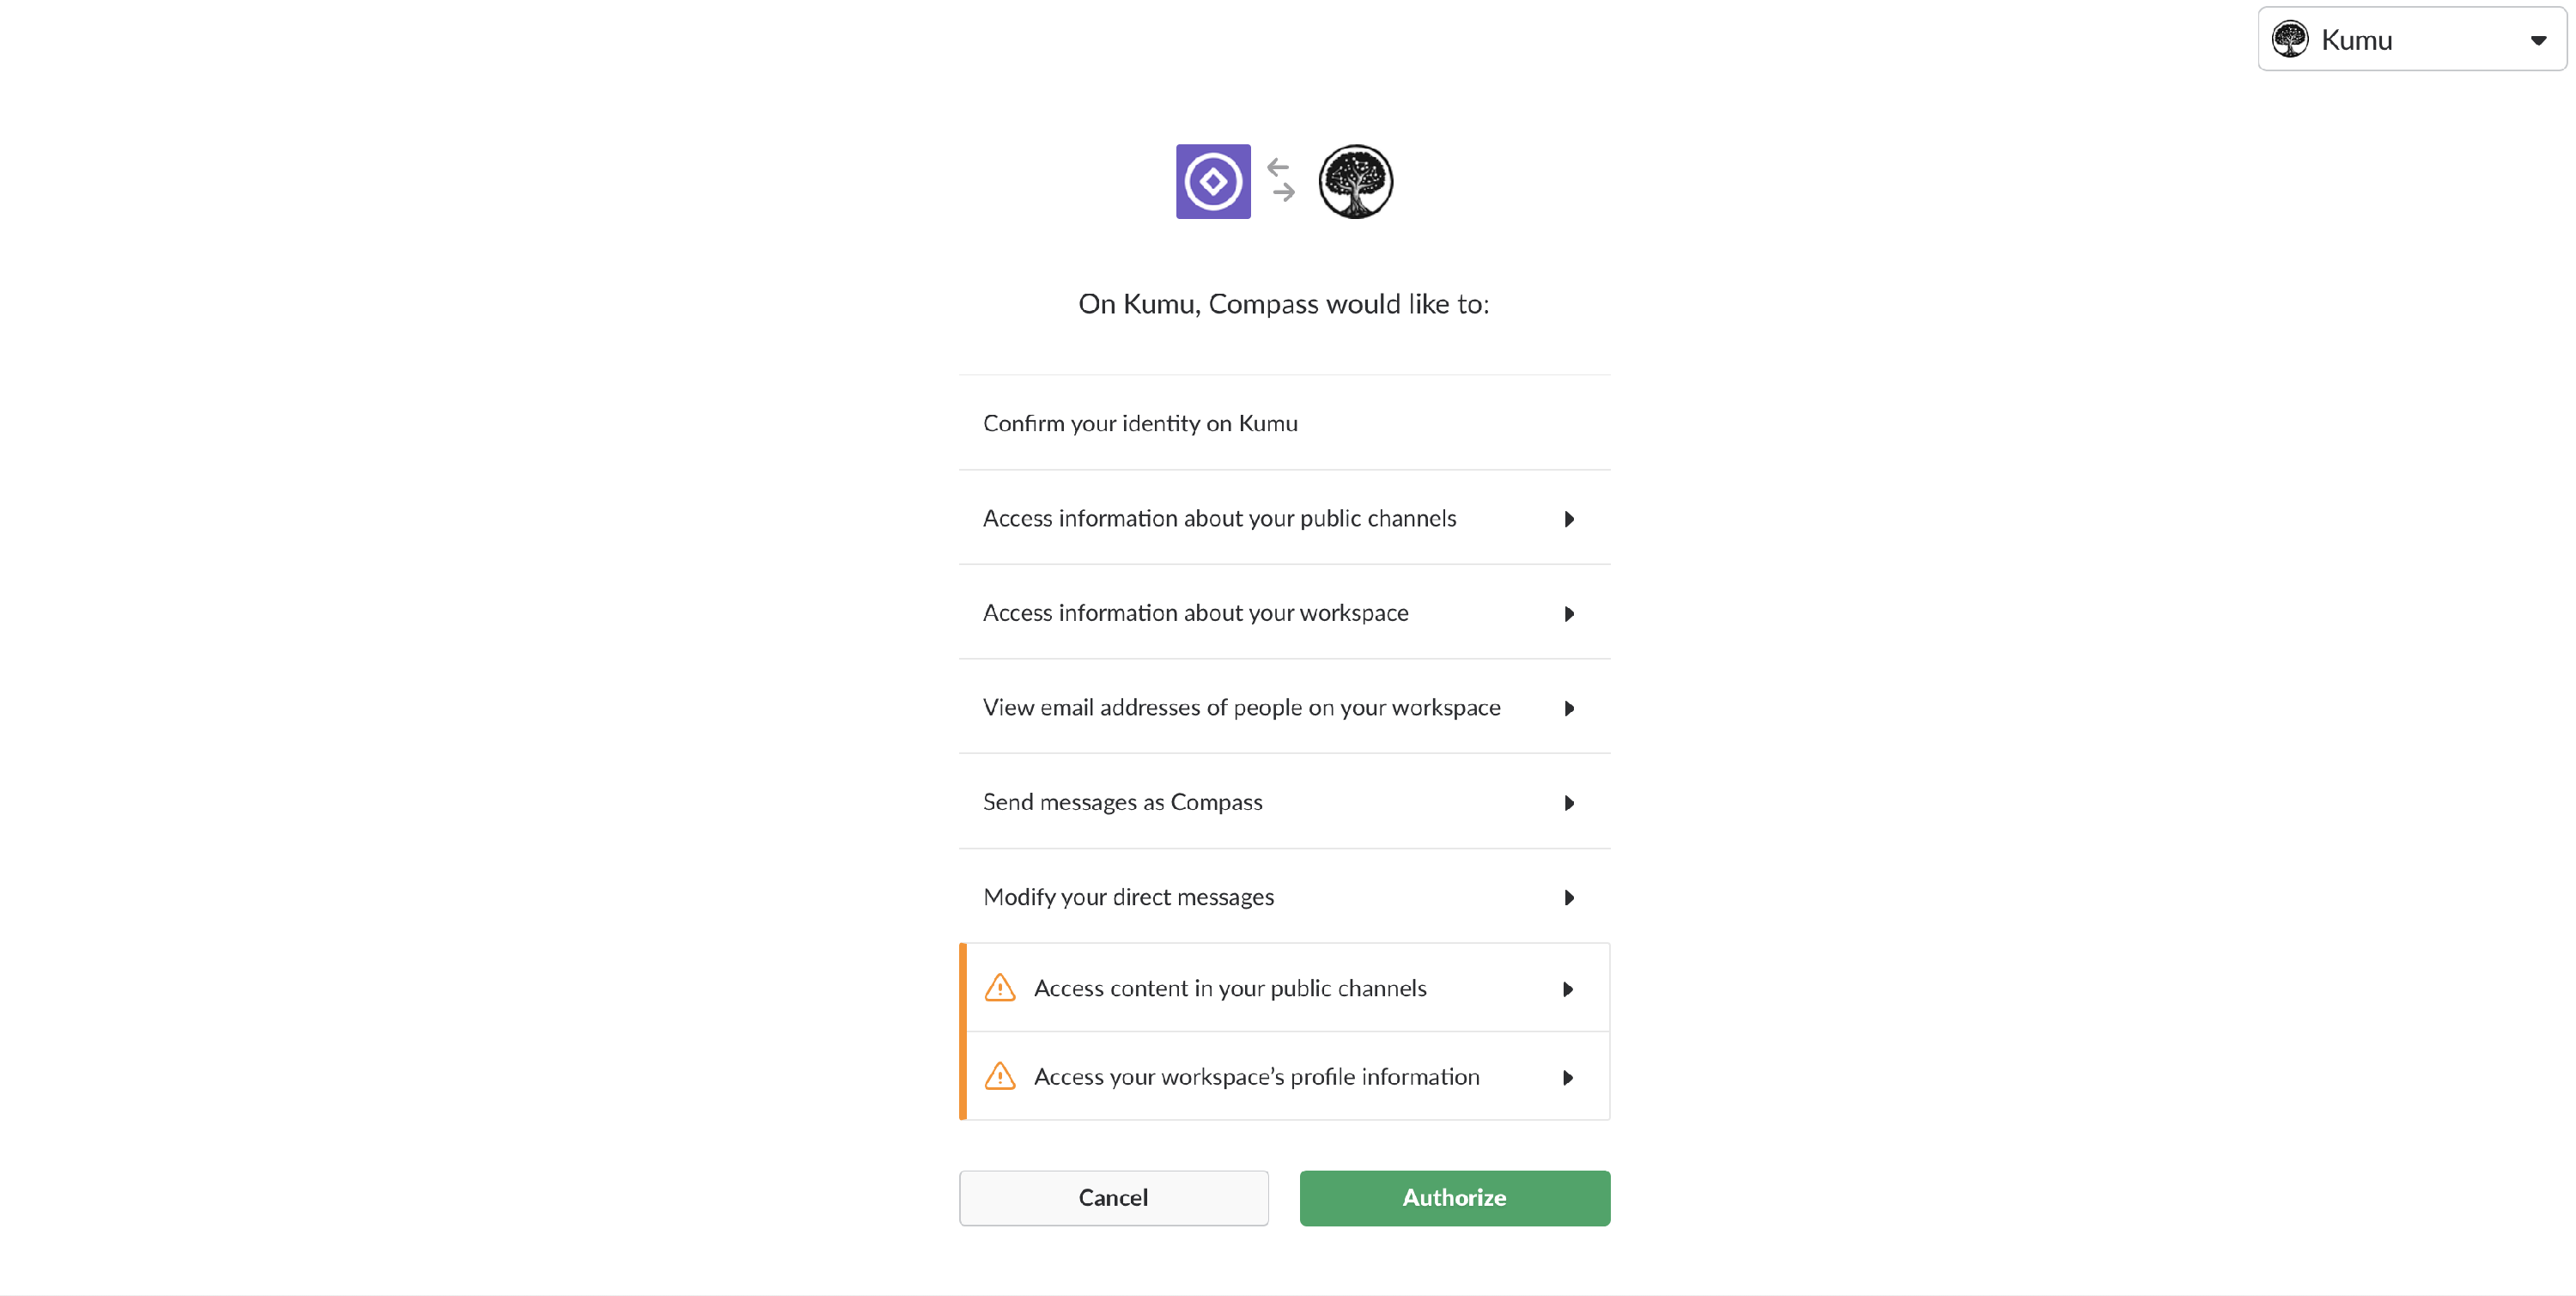 Kumu
On Kumu, Compass would like to:
Confirm your identity on Kumu
Access information about your public channels
Access information about your workspace
View email addresses of people on your workspace
Send messages as Compass
Modify your direct messages
Access content in your public channels
Access your workspace’s profile information
Cancel
Authorize